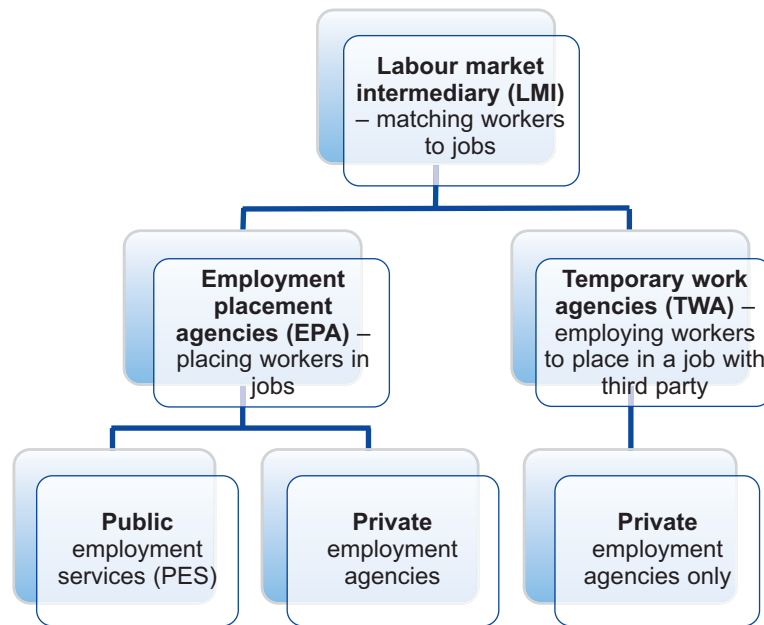 Labour market
intermediary (LMI)
– matching workers
to jobs
Employment
placement
agencies (EPA) –
placing workers in
jobs
Temporary work
agencies (TWA) –
employing workers
to place in a job with
third party
Public
employment
services (PES)
Private
employment
agencies
Private
employment
agencies only